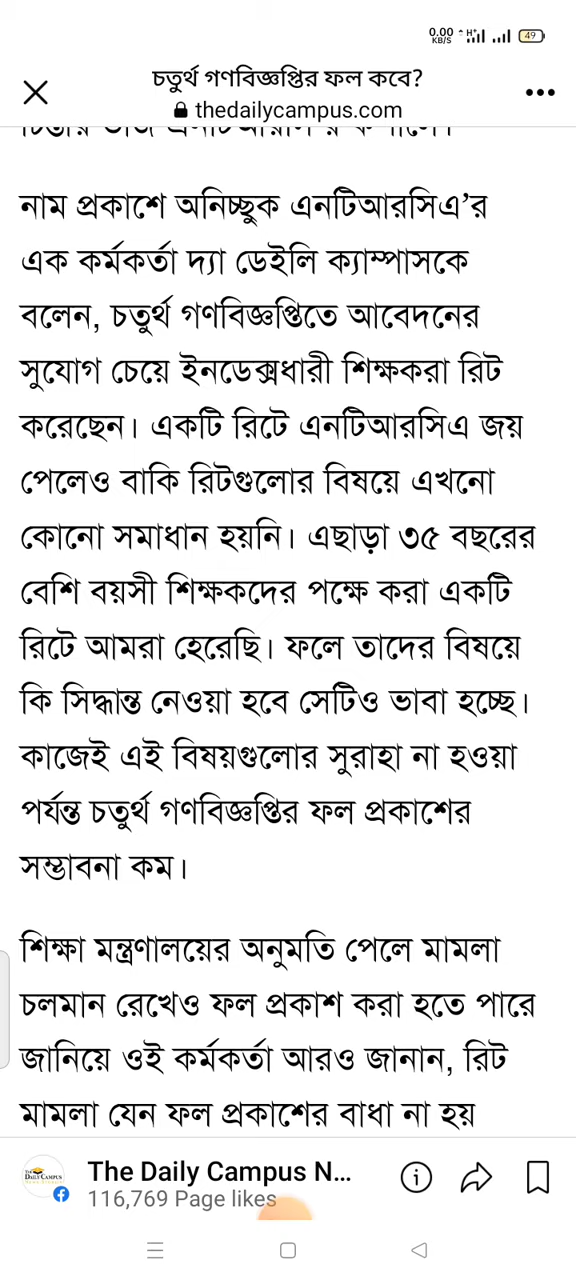 0.00 KB/S H+ 49
চতুর্থ গণবিজ্ঞপ্তির ফল কবে?
thedailycampus.com
নাম প্রকাশে অনিচ্ছুক এনটিআরসিএ’র
এক কর্মকর্তা দ্যা ডেইলি ক্যাম্পাসকে
বলেন, চতুর্থ গণবিজ্ঞপ্তিতে আবেদনের
সুযোগ চেয়ে ইনডেক্সধারী শিক্ষকরা রিট
করেছেন। একটি রিটে এনটিআরসিএ জয়
পেলেও বাকি রিটগুলোর বিষয়ে এখনো
কোনো সমাধান হয়নি। এছাড়া ৩৫ বছরের
বেশি বয়সী শিক্ষকদের পক্ষে করা একটি
রিটে আমরা হেরেছি। ফলে তাদের বিষয়ে
কি সিদ্ধান্ত নেওয়া হবে সেটিও ভাবা হচ্ছে।
কাজেই এই বিষয়গুলোর সুরাহা না হওয়া
পর্যন্ত চতুর্থ গণবিজ্ঞপ্তির ফল প্রকাশের
সম্ভাবনা কম।
শিক্ষা মন্ত্রণালয়ের অনুমতি পেলে মামলা
চলমান রেখেও ফল প্রকাশ করা হতে পারে
জানিয়ে ওই কর্মকর্তা আরও জানান, রিট
মামলা যেন ফল প্রকাশের বাধা না হয়
The Daily Campus N...
116,769 Page likes